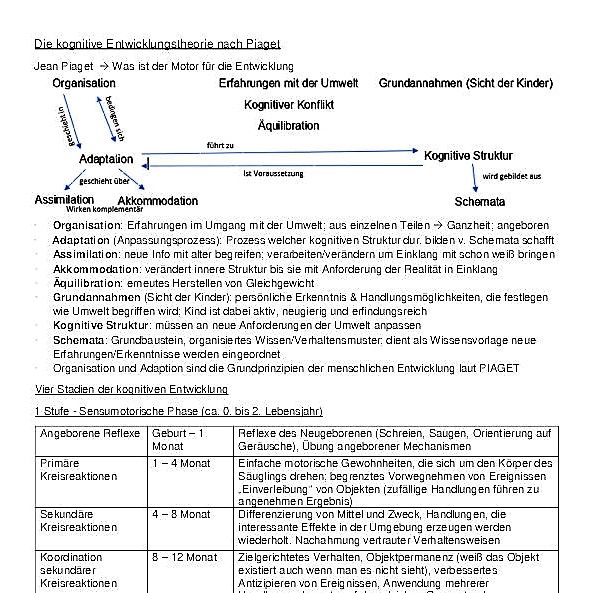 Die kognitive Entwicklungstheorie nach Piaget
Jean Piaget → Was ist der Motor für die Entwicklung
Organisation Erfahrungen mit der Umwelt Grundannahmen (Sicht der Kinder)
Kognitiver Konflikt
Äquilibration
geschieht in
bedingen sich
führt zu
Adaptation Kognitive Struktur
Ist Voraussetzung
geschieht über wird gebildet aus
Assimilation Akkommodation Schemata
Wirken komplementär
· Organisation: Erfahrungen im Umgang mit der Umwelt; aus einzelnen Teilen → Ganzheit; angeboren
· Adaptation (Anpassungsprozess): Prozess welcher kognitiven Struktur dur. bilden v. Schemata schafft
· Assimilation: neue Info mit alter begreifen; verarbeiten/verändern um Einklang mit schon weiß bringen
· Akkommodation: verändert innere Struktur bis sie mit Anforderung der Realität in Einklang
· Äquilibration: erneutes Herstellen von Gleichgewicht
· Grundannahmen (Sicht der Kinder): persönliche Erkenntnis & Handlungsmöglichkeiten, die festlegen
wie Umwelt begriffen wird; Kind ist dabei aktiv, neugierig und erfindungsreich
· Kognitive Struktur: müssen an neue Anforderungen der Umwelt anpassen
· Schemata: Grundbaustein, organisiertes Wissen/Verhaltensmuster; dient als Wissensvorlage neue
Erfahrungen/Erkenntnisse werden eingeordnet
· Organisation und Adaption sind die Grundprinzipien der menschlichen Entwicklung laut PIAGET
Vier Stadien der kognitiven Entwicklung
1 Stufe - Sensumotorische Phase (ca. 0. bis 2. Lebensjahr)
Angeborene Reflexe Geburt – 1 Reflexe des Neugeborenen (Schreien, Saugen, Orientierung auf
Monat Geräusche), Übung angeborener Mechanismen
Primäre 1 – 4 Monat Einfache motorische Gewohnheiten, die sich um den Körper des
Kreisreaktionen Säuglings drehen; begrenztes Vorwegnehmen von Ereignissen
„Einverleibung“ von Objekten (zufällige Handlungen führen zu
angenehmen Ergebnis)
Sekundäre 4 – 8 Monat Differenzierung von Mittel und Zweck, Handlungen, die
Kreisreaktionen interessante Effekte in der Umgebung erzeugen werden
wiederholt. Nachahmung vertrauter Verhaltensweisen
Koordination 8 – 12 Monat Zielgerichtetes Verhalten, Objektpermanenz (weiß das Objekt
sekundärer existiert auch wenn man es nicht sieht), verbessertes
Kreisreaktionen Antizipieren von Ereignissen, Anwendung mehrerer